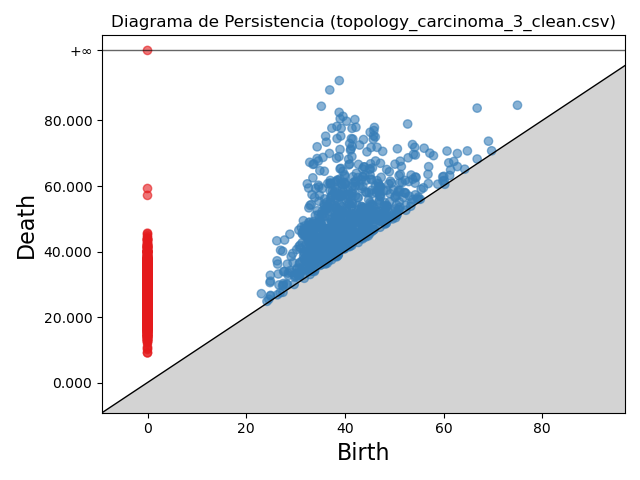 Diagrama de Persistencia (topology_carcinoma_3_clean.csv)
+∞
80.000
60.000
40.000
20.000
0.000
Death
0 20 40 60 80
Birth